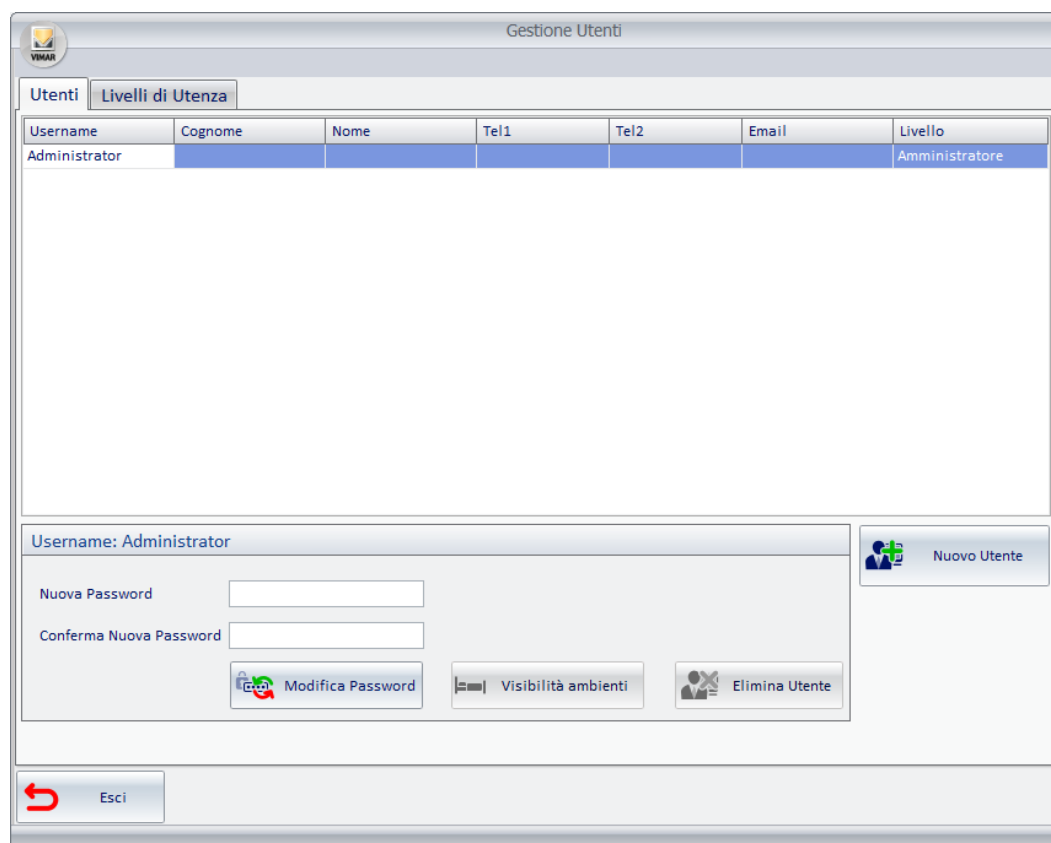 Gestione Utenti
VIMAR
Utenti Livelli di Utenza
Username Cognome Nome Tel1 Tel2 Email Livello
Administrator Amministratore
Username: Administrator
Nuovo Utente
Nuova Password
Conferma Nuova Password
Modifica Password Visibilità ambienti Elimina Utente
Esci